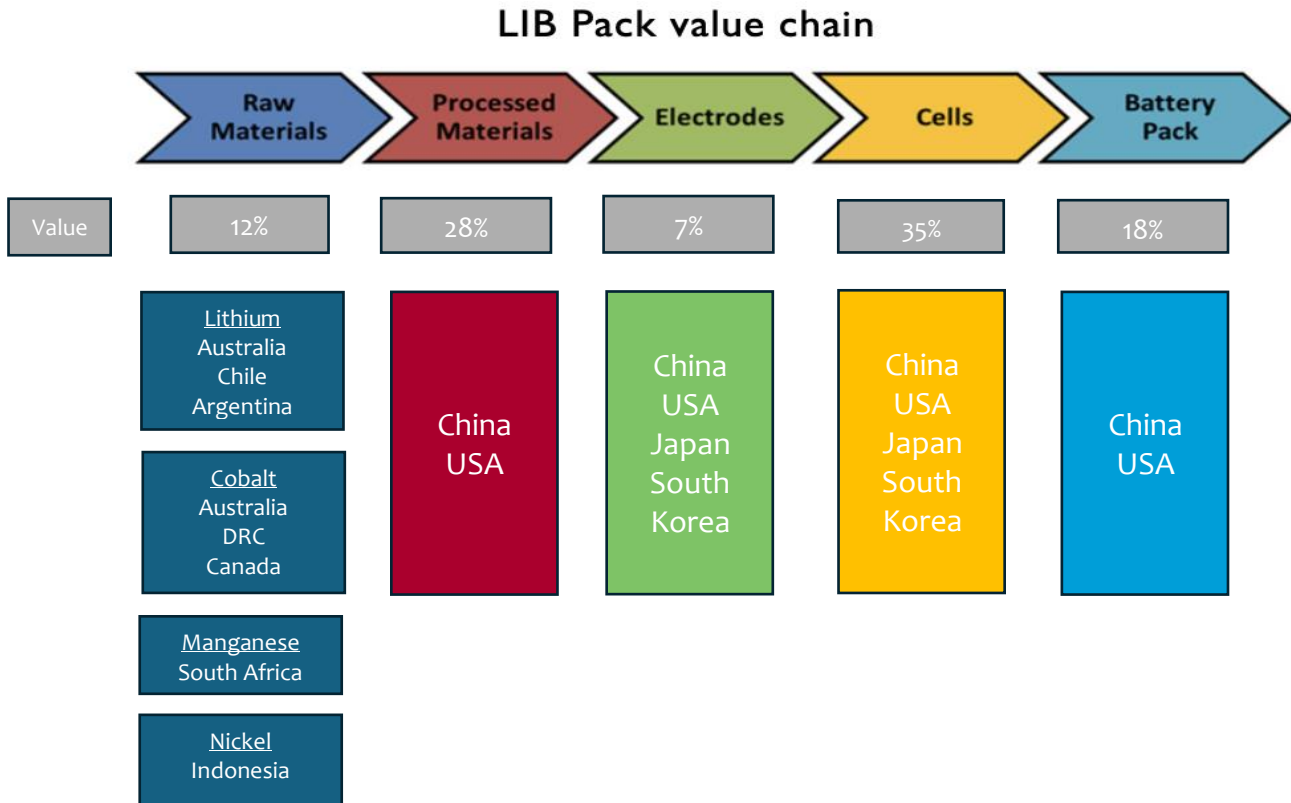 LIB Pack value chain
Raw
Materials
Processed
Materials
Electrodes
Cells
Battery
Pack
Value
12%
28%
7%
35%
18%
Lithium
Australia
Chile
Argentina
Cobalt
Australia
DRC
Canada
Manganese
South Africa
Nickel
Indonesia
China
USA
China
USA
Japan
South
Korea
China
USA
Japan
South
Korea
China
USA